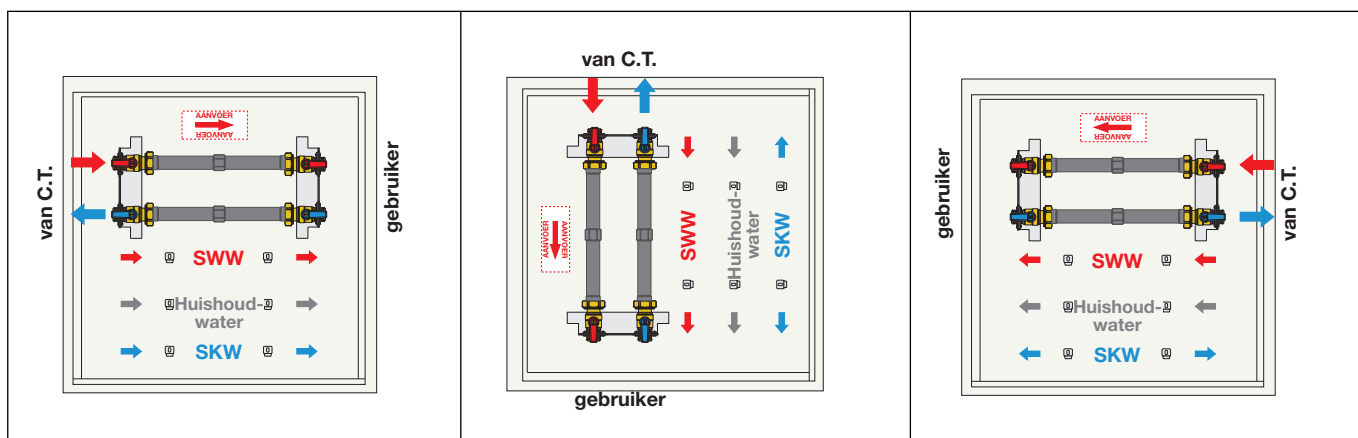 AANVOER
AANVOER
van C.T.
gebruiker
SWW
Huishoud-
water
SKW
van C.T.
AANVOER
AANVOER
SWW
Huishoud-
water
SKW
gebruiker
AANVOER
AANVOER
gebruiker
van C.T.
SWW
Huishoud-
water
SKW